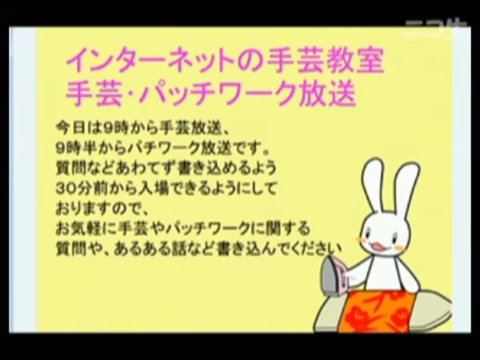 ニコ生
インターネットの手芸教室
手芸・パッチワーク放送
今日は9時から手芸放送、
9時半からパチワーク放送です。
質問などあわてず書き込めるよう
30分前から入場できるようにして
おりますので、
お気軽に手芸やパッチワークに関する
質問や、あるある話など書き込んでください